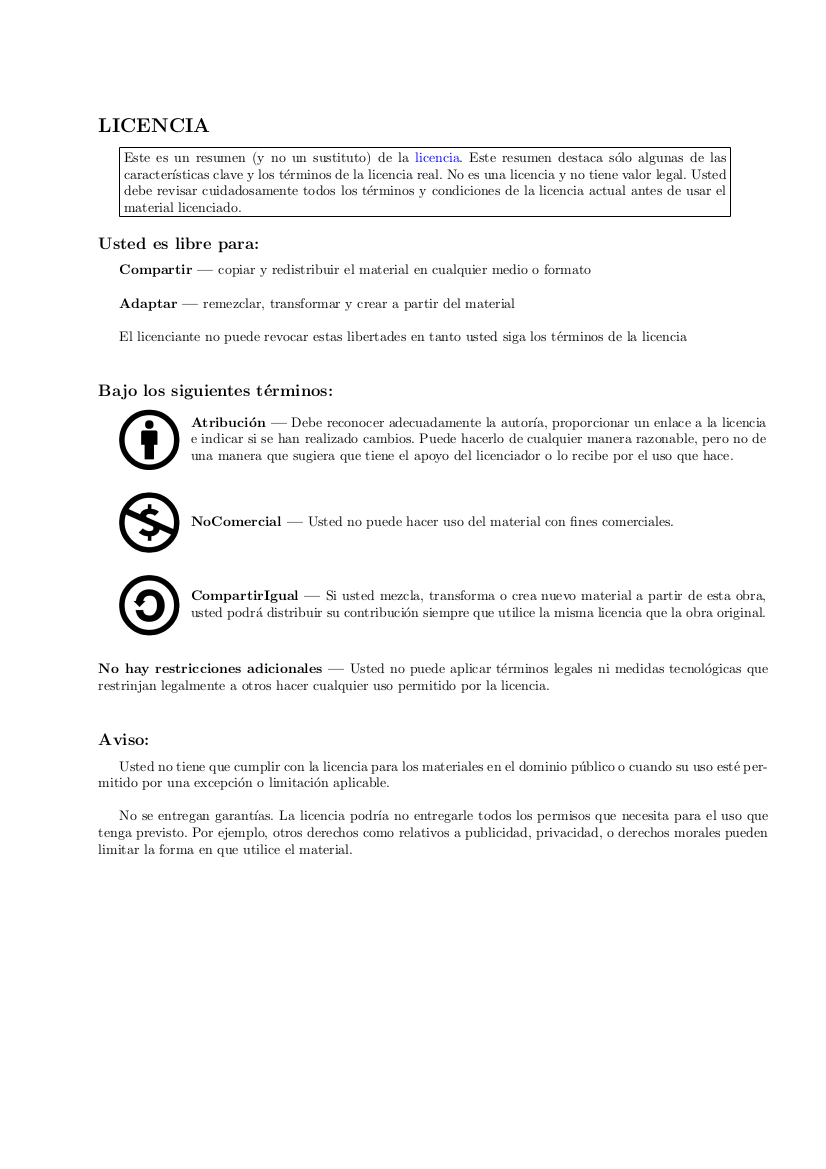 LICENCIA
Este es un resumen (y no un sustituto) de la licencia. Este resumen destaca sólo algunas de las
características clave y los términos de la licencia real. No es una licencia y no tiene valor legal. Usted
debe revisar cuidadosamente todos los términos y condiciones de la licencia actual antes de usar el
material licenciado.
Usted es libre para:
Compartir — copiar y redistribuir el material en cualquier medio o formato
Adaptar — remezclar, transformar y crear a partir del material
El licenciante no puede revocar estas libertades en tanto usted siga los términos de la licencia
Bajo los siguientes términos:
Atribución — Debe reconocer adecuadamente la autoría, proporcionar un enlace a la licencia
e indicar si se han realizado cambios. Puede hacerlo de cualquier manera razonable, pero no de
una manera que sugiera que tiene el apoyo del licenciador o lo recibe por el uso que hace.
$
NoComercial — Usted no puede hacer uso del material con fines comerciales.
CompartirIgual — Si usted mezcla, transforma o crea nuevo material a partir de esta obra,
usted podrá distribuir su contribución siempre que utilice la misma licencia que la obra original.
No hay restricciones adicionales — Usted no puede aplicar términos legales ni medidas tecnológicas que
restrinjan legalmente a otros hacer cualquier uso permitido por la licencia.
Aviso:
Usted no tiene que cumplir con la licencia para los materiales en el dominio público o cuando su uso esté per-
mitido por una excepción o limitación aplicable.
No se entregan garantías. La licencia podría no entregarle todos los permisos que necesita para el uso que
tenga previsto. Por ejemplo, otros derechos como relativos a publicidad, privacidad, o derechos morales pueden
limitar la forma en que utilice el material.